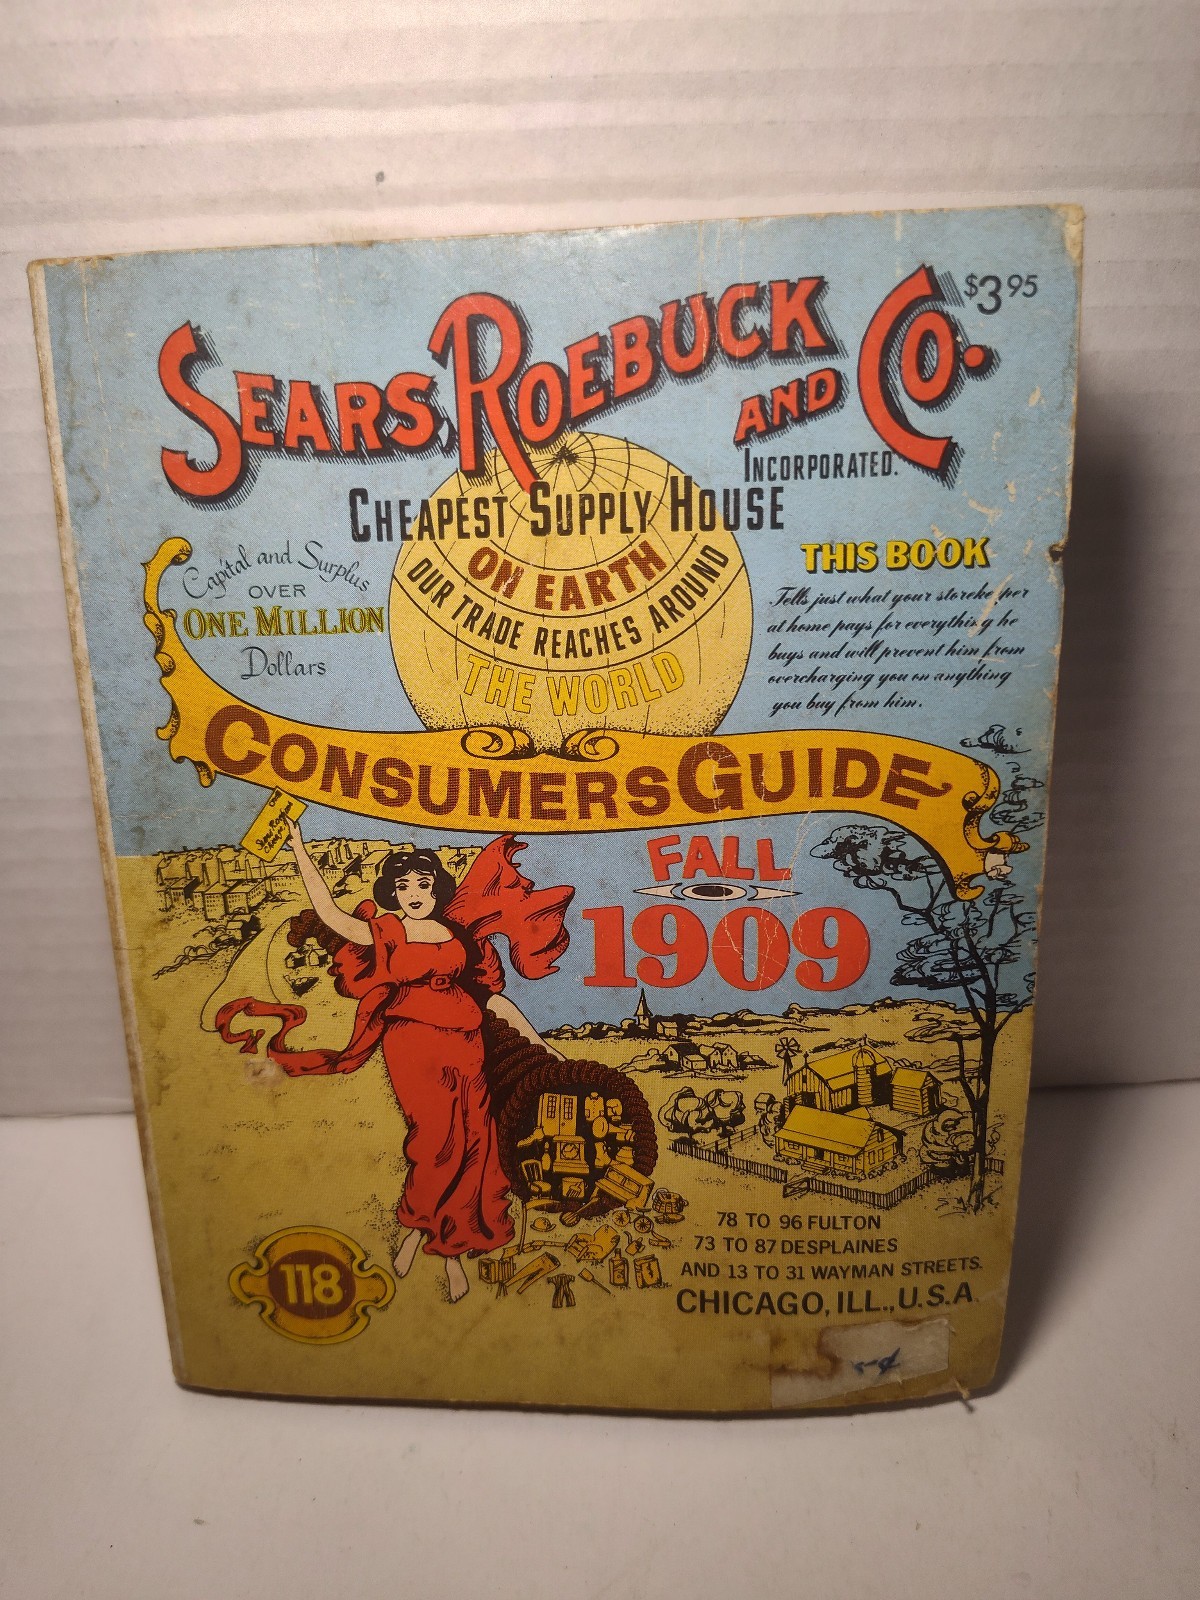 $3.95
SEARS, ROEBUCK AND CO.
INCORPORATED.
CHEAPEST SUPPLY HOUSE
ON EARTH
OUR TRADE REACHES AROUND
THE WORLD
Capital and Surplus
OVER
ONE MILLION
Dollars
THIS BOOK
Tells just what your storekeeper
at home pays for everything he
buys and will prevent him from
overcharging you on anything
you buy from him.
CONSUMERS GUIDE
FALL
1909
118
78 TO 96 FULTON
73 TO 87 DESPLAINES
AND 13 TO 31 WAYMAN STREETS.
CHICAGO, ILL., U.S.A.